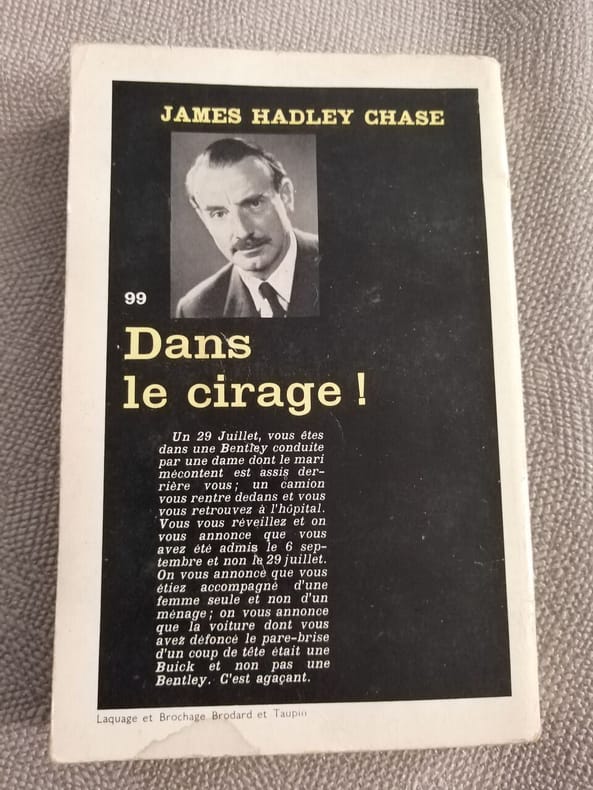 JAMES HADLEY CHASE
99
Dans
le cirage !
Un 29 Juillet, vous êtes
dans une Bentley conduite
par une dame dont le mari
mécontent est assis der-
rière vous ; un camion
vous rentre dedans et vous
vous retrouvez à l'hôpital.
Vous vous réveillez et on
vous annonce que vous
avez été admis le 6 sep-
tembre et non le 29 juillet.
On vous annonce que vous
étiez accompagné d'une
femme seule et non d'un
ménage ; on vous annonce
que la voiture dont vous
avez défoncé le pare-brise
d'un coup de tête était une
Buick et non pas une
Bentley. C'est agaçant.
Laquage et Brochage Brodard et Taupin